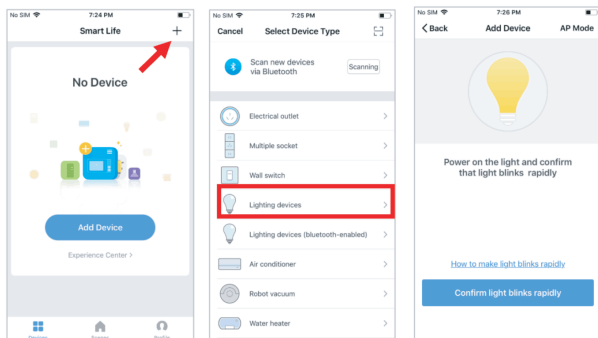 No SIM 7:24 PM
Smart Life
+
No Device
Add Device
Experience Center >
Devices
Profile
No SIM 7:25 PM
Cancel Select Device Type
Scan new devices
via Bluetooth
Scanning
Electrical outlet
Multiple socket
Wall switch
Lighting devices
Lighting devices (bluetooth-enabled)
Air conditioner
Robot vacuum
Water heater
No SIM 7:26 PM
< Back Add Device AP Mode
Power on the light and confirm
that light blinks rapidly
How to make light blinks rapidly
Confirm light blinks rapidly